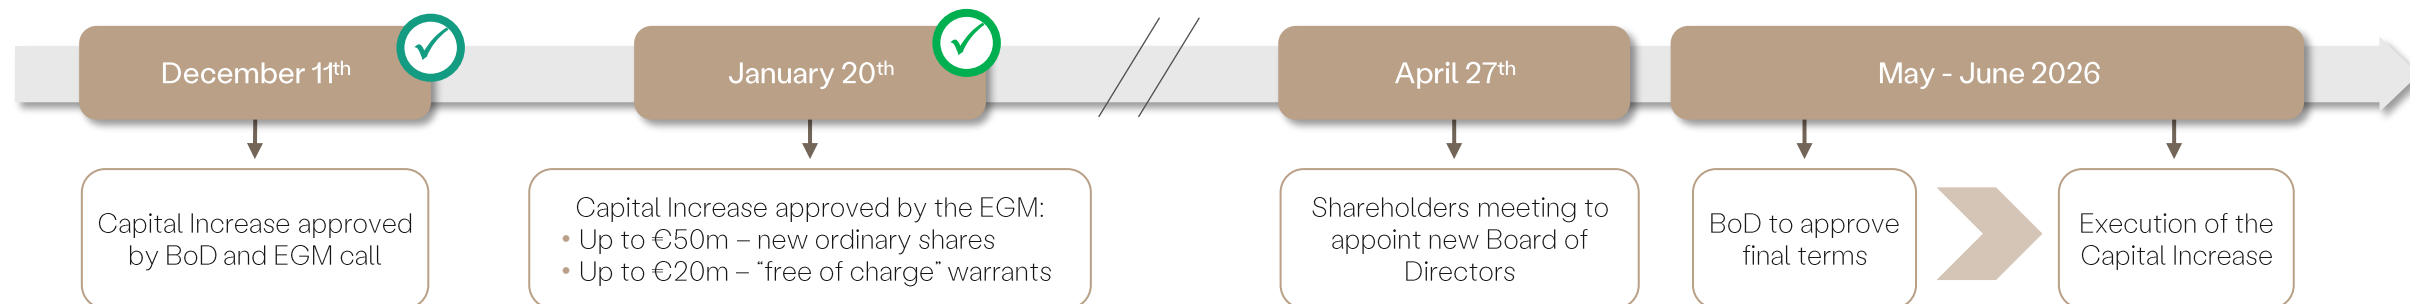 December 11th
January 20th
April 27th
May - June 2026
Capital Increase approved
by BoD and EGM call
Capital Increase approved by the EGM:
• Up to €50m – new ordinary shares
• Up to €20m – “free of charge” warrants
Shareholders meeting to
appoint new Board of
Directors
BoD to approve
final terms
Execution of the
Capital Increase